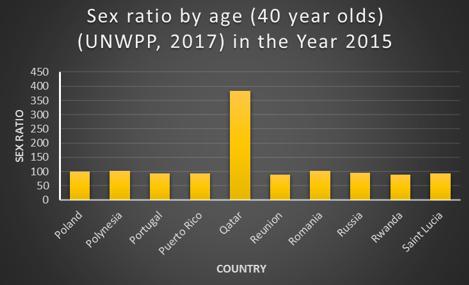 Sex ratio by age (40 year olds)
(UNWPP, 2017) in the Year 2015
450
400
350
300
250
200
150
100
50
0
SEX RATIO
Poland
Polynesia
Portugal
Puerto Rico
Qatar
Reunion
Romania
Russia
Rwanda
Saint Lucia
COUNTRY